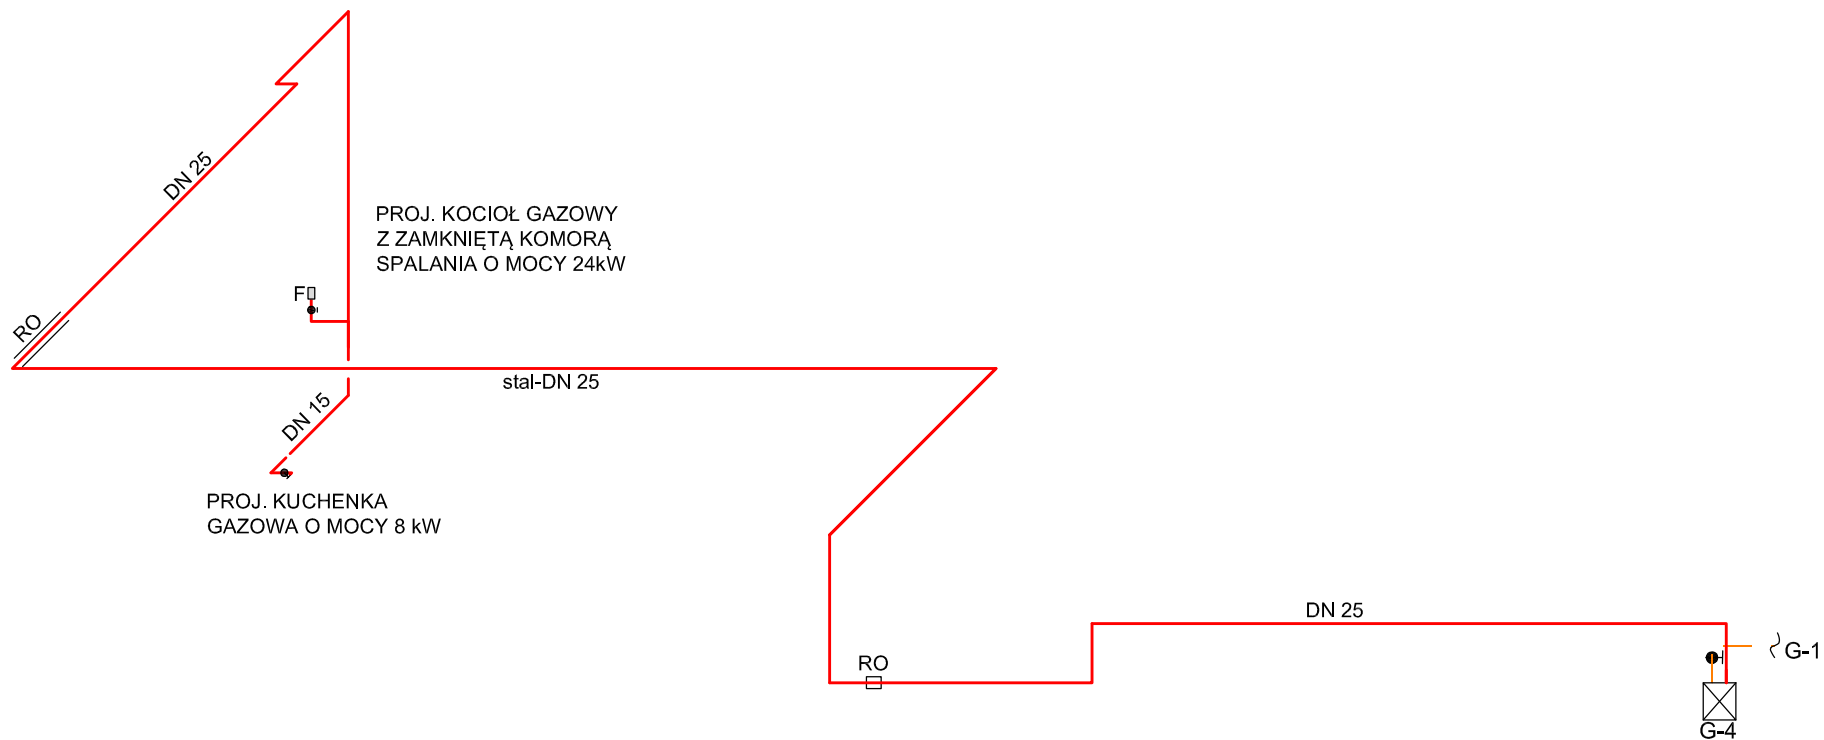 DN 25
PROJ. KOCIOŁ GAZOWY
Z ZAMKNIĘTĄ KOMORĄ
SPALANIA O MOCY 24kW
F
RO
stal-DN 25
DN 15
PROJ. KUCHENKA
GAZOWA O MOCY 8 kW
DN 25
RO
G-1
G-4